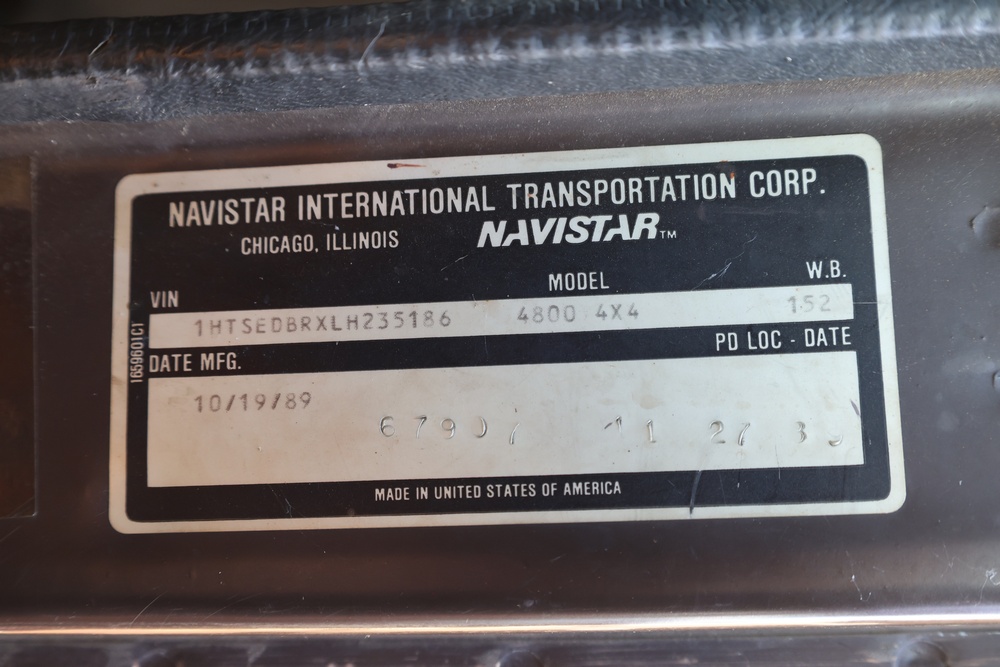 NAVISTAR INTERNATIONAL TRANSPORTATION CORP.
CHICAGO, ILLINOIS NAVISTAR™
VIN MODEL W.B.
1HTSEDBRXLH235186 4800 4X4 152
1659601C1
DATE MFG. PD LOC - DATE
10/19/89
27
MADE IN UNITED STATES OF AMERICA